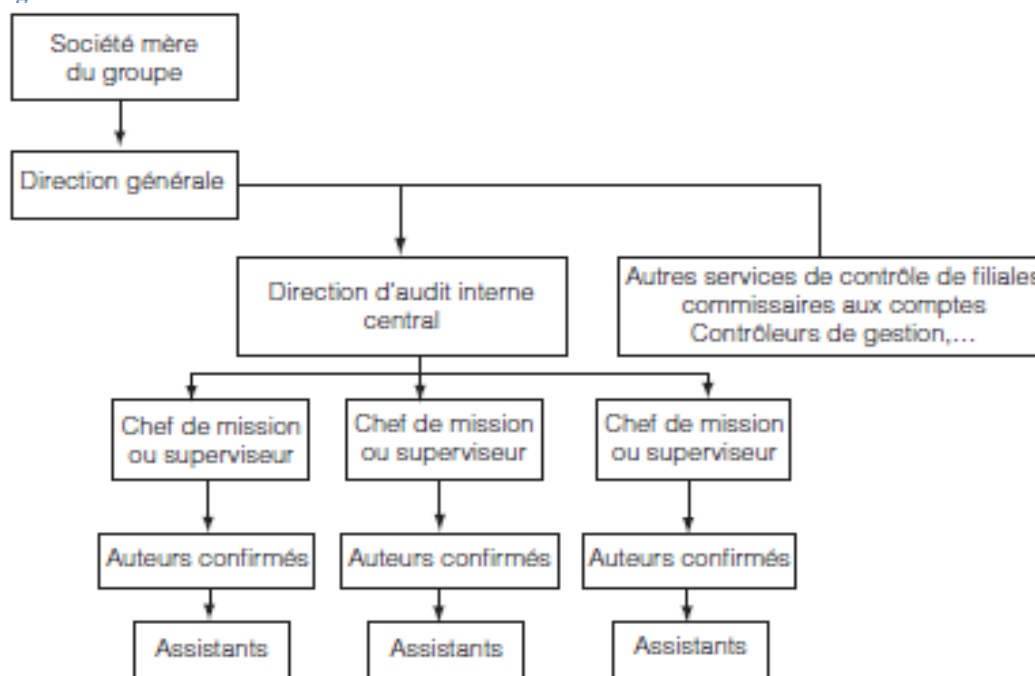 Société mère
du groupe
Direction générale
Direction d'audit interne
central
Autres services de contrôle de filiales
commissaires aux comptes
Contrôleurs de gestion,...
Chef de mission
ou superviseur
Chef de mission
ou superviseur
Chef de mission
ou superviseur
Auteurs confirmés
Auteurs confirmés
Auteurs confirmés
Assistants
Assistants
Assistants